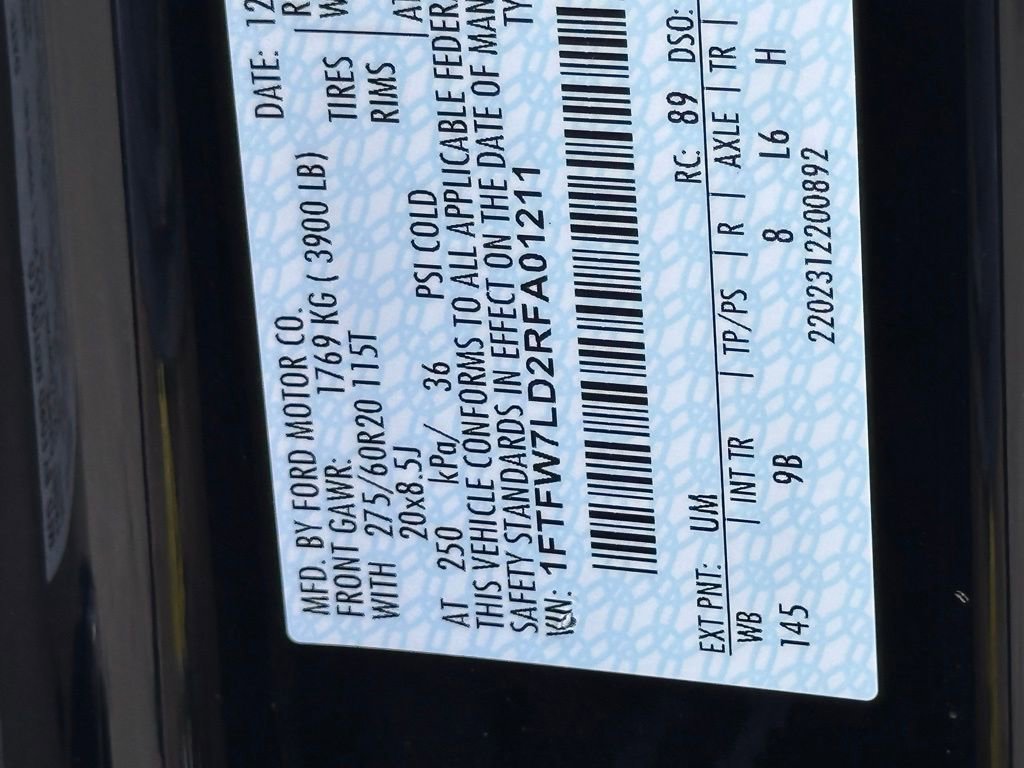 MFD. BY FORD MOTOR CO. DATE: 12
FRONT GAWR: 1769 KG ( 3900 LB)
WITH 275/60R20 115T TIRES
20x8.5J RIMS
AT 250 kPa/ 36 PSI COLD
THIS VEHICLE CONFORMS TO ALL APPLICABLE
SAFETY STANDARDS IN EFFECT ON THE DATE OF
VIN: 1FTFW7LD2RFA01211
EXT PNT: UM RC: 89 DSO:
WB | INT TR | TP/PS | R | AXLE | TR |
145 9B 8 L6 H
2202312200892